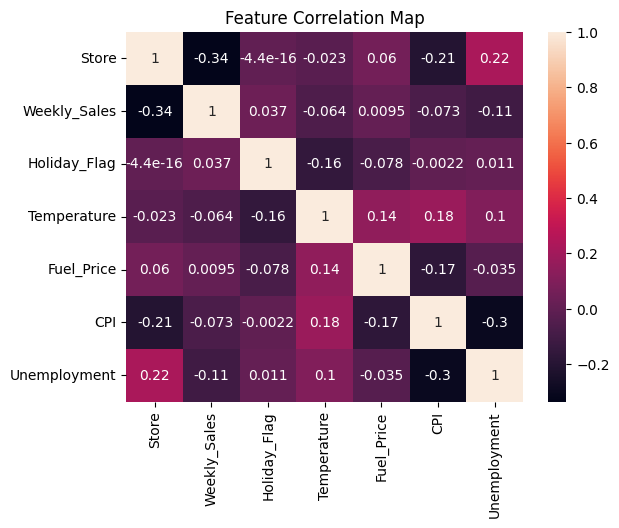 Feature Correlation Map
Store 1 -0.34 -4.4e-16 -0.023 0.06 -0.21 0.22
Weekly_Sales -0.34 1 0.037 -0.064 0.0095 -0.073 -0.11
Holiday_Flag -4.4e-16 0.037 1 -0.16 -0.078 -0.0022 0.011
Temperature -0.023 -0.064 -0.16 1 0.14 0.18 0.1
Fuel_Price 0.06 0.0095 -0.078 0.14 1 -0.17 -0.035
CPI -0.21 -0.073 -0.0022 0.18 -0.17 1 -0.3
Unemployment 0.22 -0.11 0.011 0.1 -0.035 -0.3 1
Store Weekly_Sales Holiday_Flag Temperature Fuel_Price CPI Unemployment
1.0
0.8
0.6
0.4
0.2
0.0
−0.2